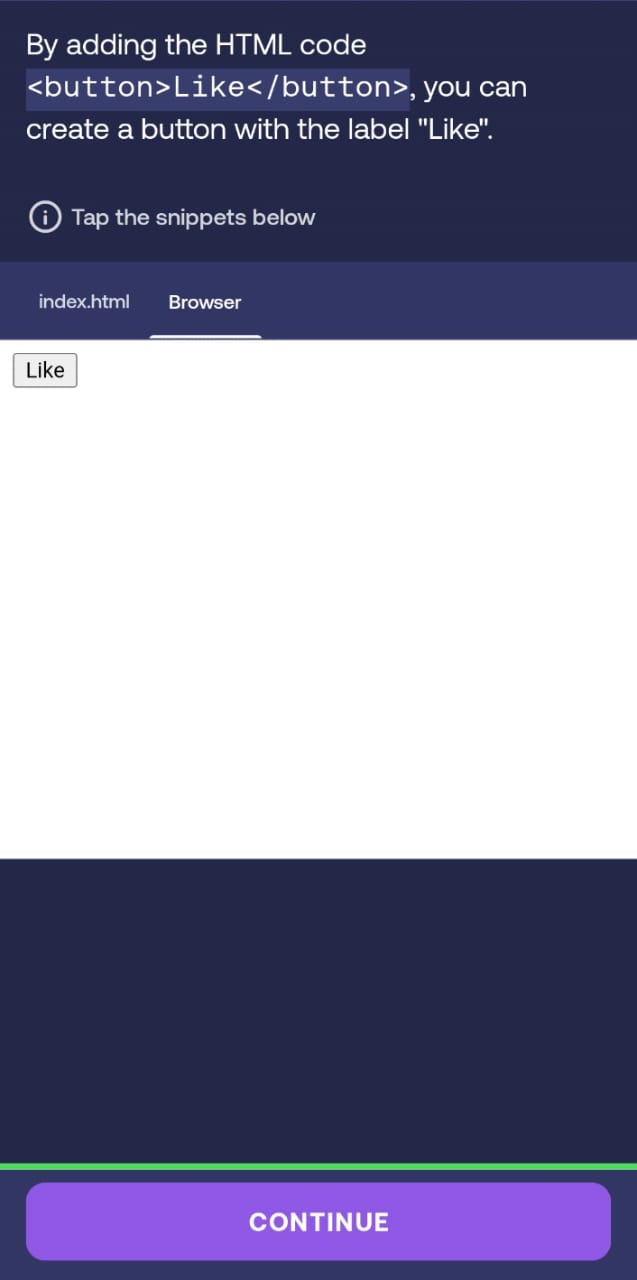 By adding the HTML code
<button>Like</button>, you can
create a button with the label "Like".
Tap the snippets below
index.html Browser
Like
CONTINUE